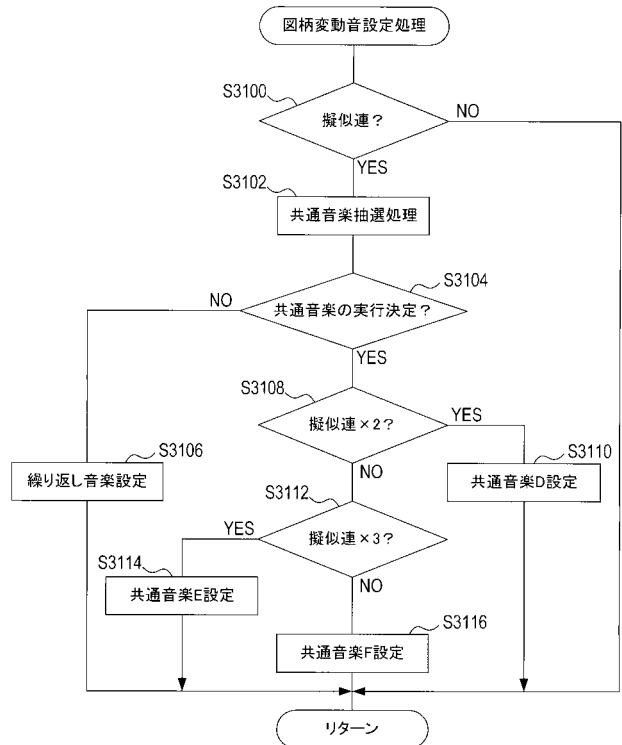 図柄変動音設定処理
S3100
擬似連？
NO
YES
S3102
共通音楽抽選処理
S3104
NO
共通音楽の実行決定？
YES
S3108
擬似連×2？
YES
S3106
NO
S3110
繰り返し音楽設定
共通音楽D設定
S3112
YES
擬似連×3？
S3114
NO
共通音楽E設定
S3116
共通音楽F設定
リターン